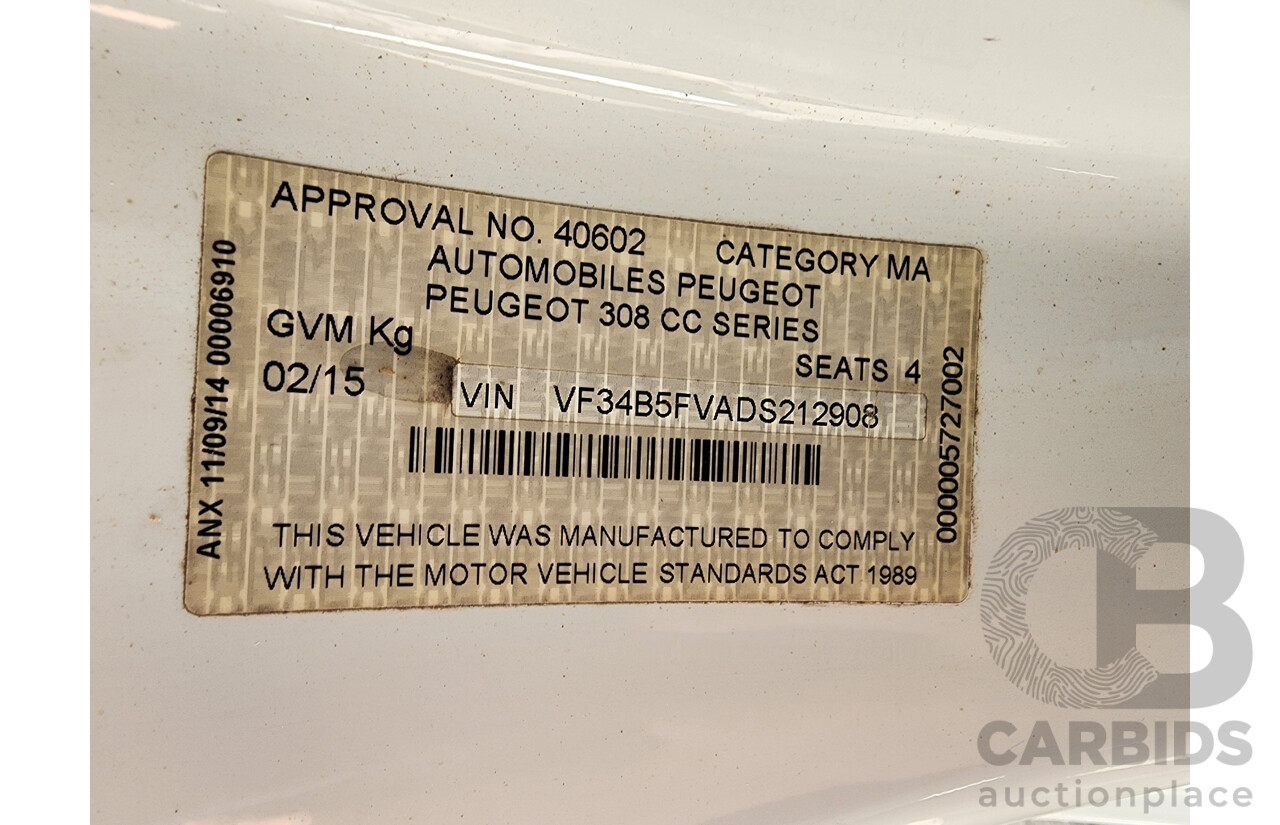 APPROVAL NO. 40602 CATEGORY MA
AUTOMOBILES PEUGEOT
PEUGEOT 308 CC SERIES
GVM Kg
SEATS 4
02/15
VIN VF34B5FVADS212908
THIS VEHICLE WAS MANUFACTURED TO COMPLY
WITH THE MOTOR VEHICLE STANDARDS ACT 1989
ANX 11/09/14 00006910
000005727002
CB
CARBIDS
auctionplace